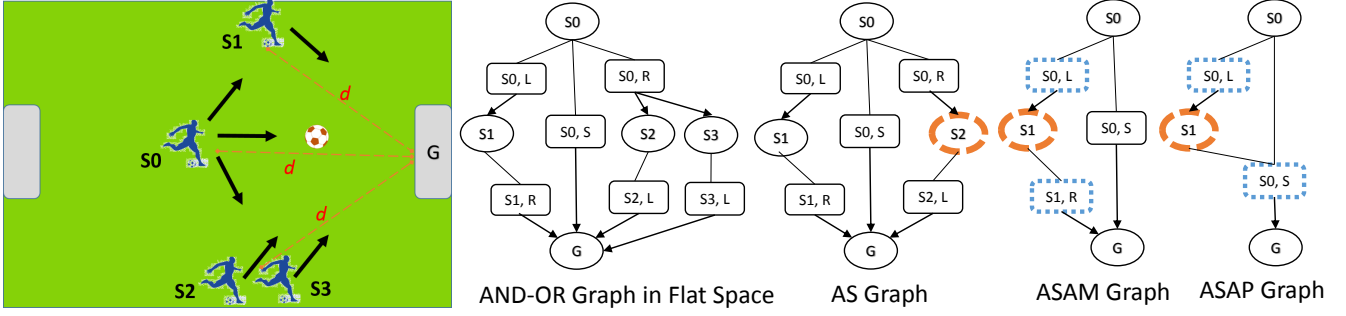 S1
d
S0
d
G
d
S2
S3
S0
S0, L
S0, R
S1
S0, S
S2
S3
S1, R
S2, L
S3, L
G
AND-OR Graph in Flat Space
S0
S0, L
S0, R
S1
S0, S
S2
S1, R
S2, L
G
AS Graph
S0
S0, L
S1
S0, S
S1, R
G
ASAM Graph
S0
S0, L
S1
S0, S
G
ASAP Graph